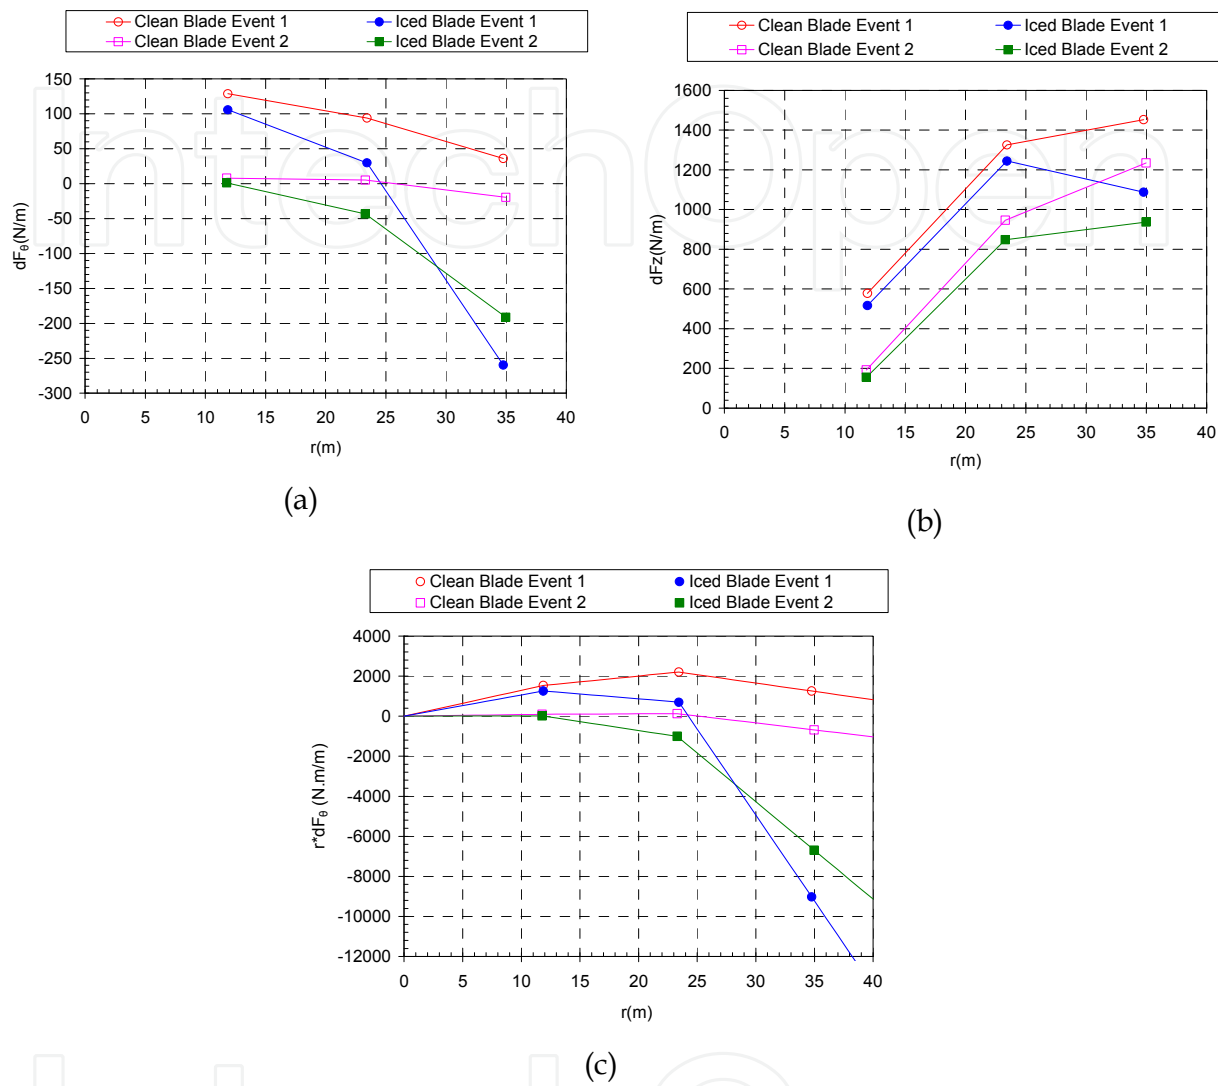 Clean Blade Event 1 Iced Blade Event 1
Clean Blade Event 2 Iced Blade Event 2
150
100
50
0
-50
-100
-150
-200
-250
-300
dFθ(N/m)
0 5 10 15 20 25 30 35 40
r(m)
(a)
Clean Blade Event 1 Iced Blade Event 1
Clean Blade Event 2 Iced Blade Event 2
1600
1400
1200
1000
800
600
400
200
0
dFz(N/m)
0 5 10 15 20 25 30 35 40
r(m)
(b)
Clean Blade Event 1 Iced Blade Event 1
Clean Blade Event 2 Iced Blade Event 2
4000
2000
0
-2000
-4000
-6000
-8000
-10000
-12000
r*dFθ (N.m/m)
0 5 10 15 20 25 30 35 40
r(m)
(c)
IntechOpen